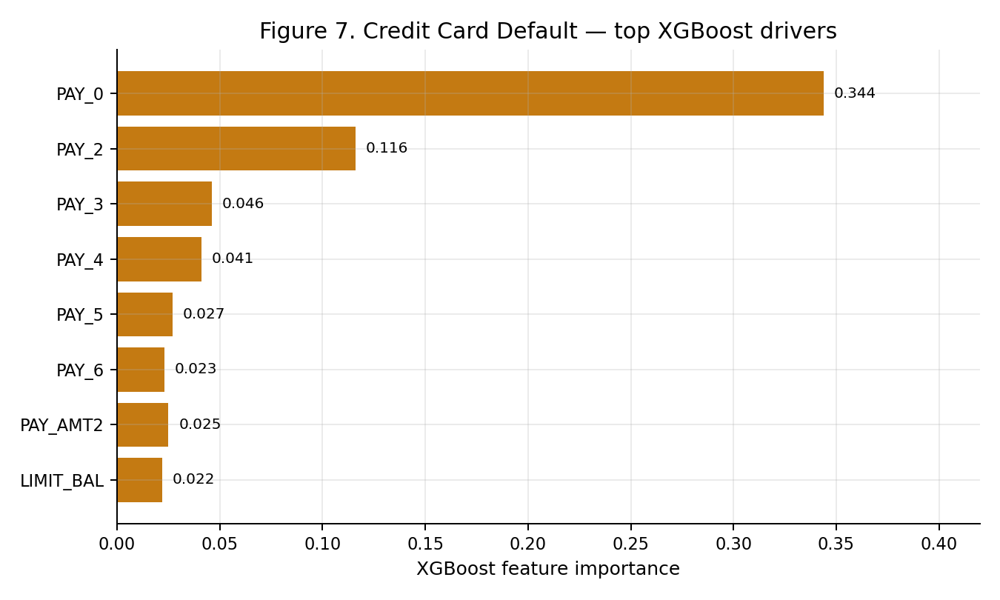 Figure 7. Credit Card Default — top XGBoost drivers
PAY_0 0.344
PAY_2 0.116
PAY_3 0.046
PAY_4 0.041
PAY_5 0.027
PAY_6 0.023
PAY_AMT2 0.025
LIMIT_BAL 0.022
0.00 0.05 0.10 0.15 0.20 0.25 0.30 0.35 0.40
XGBoost feature importance